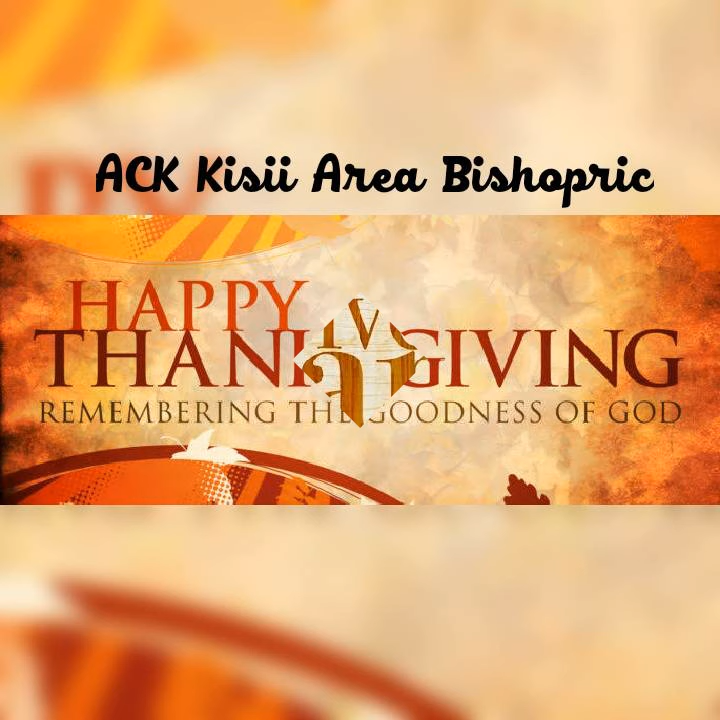 ACK Kisii Area Bishopric
HAPPY
THANKSGIVING
REMEMBERING THE GOODNESS OF GOD